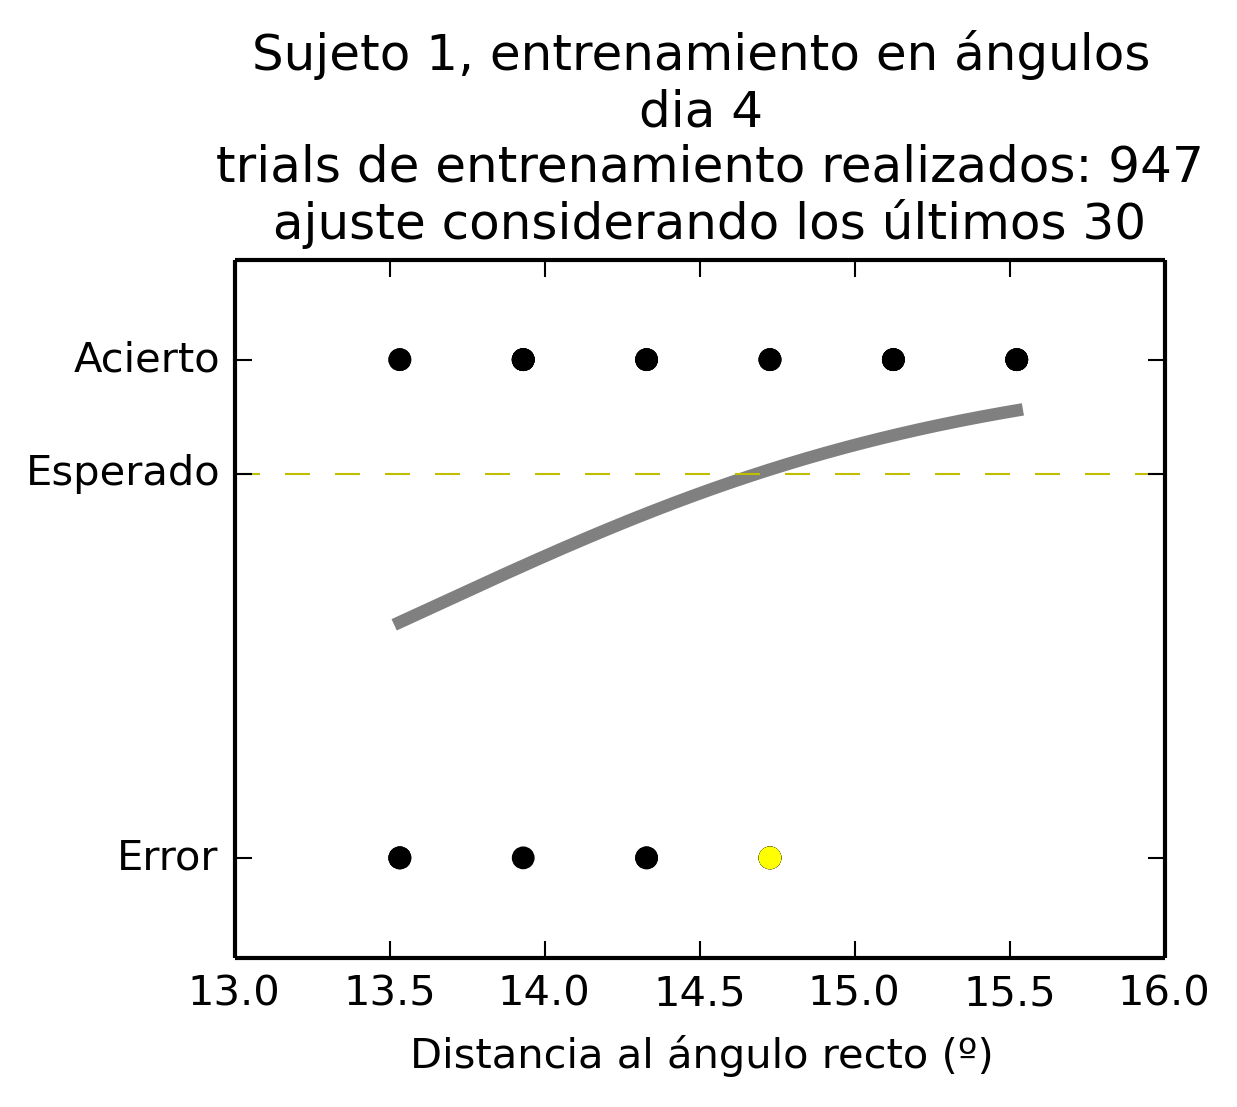 Sujeto 1, entrenamiento en ángulos
dia 4
trials de entrenamiento realizados: 947
ajuste considerando los últimos 30
Acierto
Esperado
Error
13.0 13.5 14.0 14.5 15.0 15.5 16.0
Distancia al ángulo recto (º)